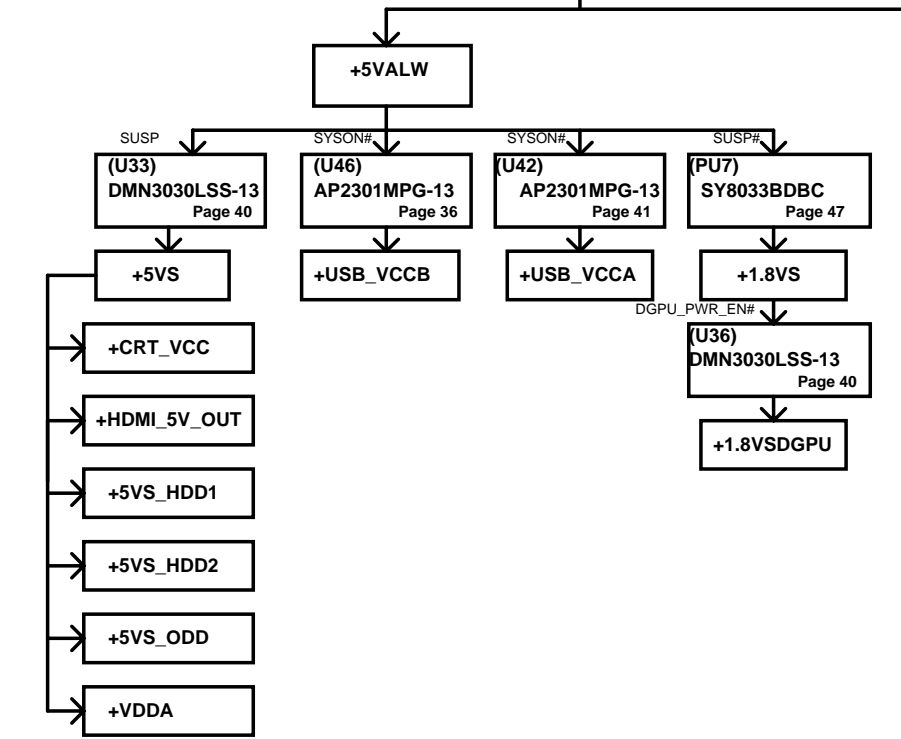 +5VALW
SUSP
SYSON#
SYSON#
SUSP#
(U33)
DMN3030LSS-13
Page 40
(U46)
AP2301MPG-13
Page 36
(U42)
AP2301MPG-13
Page 41
(PU7)
SY8033BDBC
Page 47
+5VS
+USB_VCCB
+USB_VCCA
+1.8VS
DGPU_PWR_EN#
(U36)
DMN3030LSS-13
Page 40
+1.8VSDGPU
+CRT_VCC
+HDMI_5V_OUT
+5VS_HDD1
+5VS_HDD2
+5VS_ODD
+VDDA